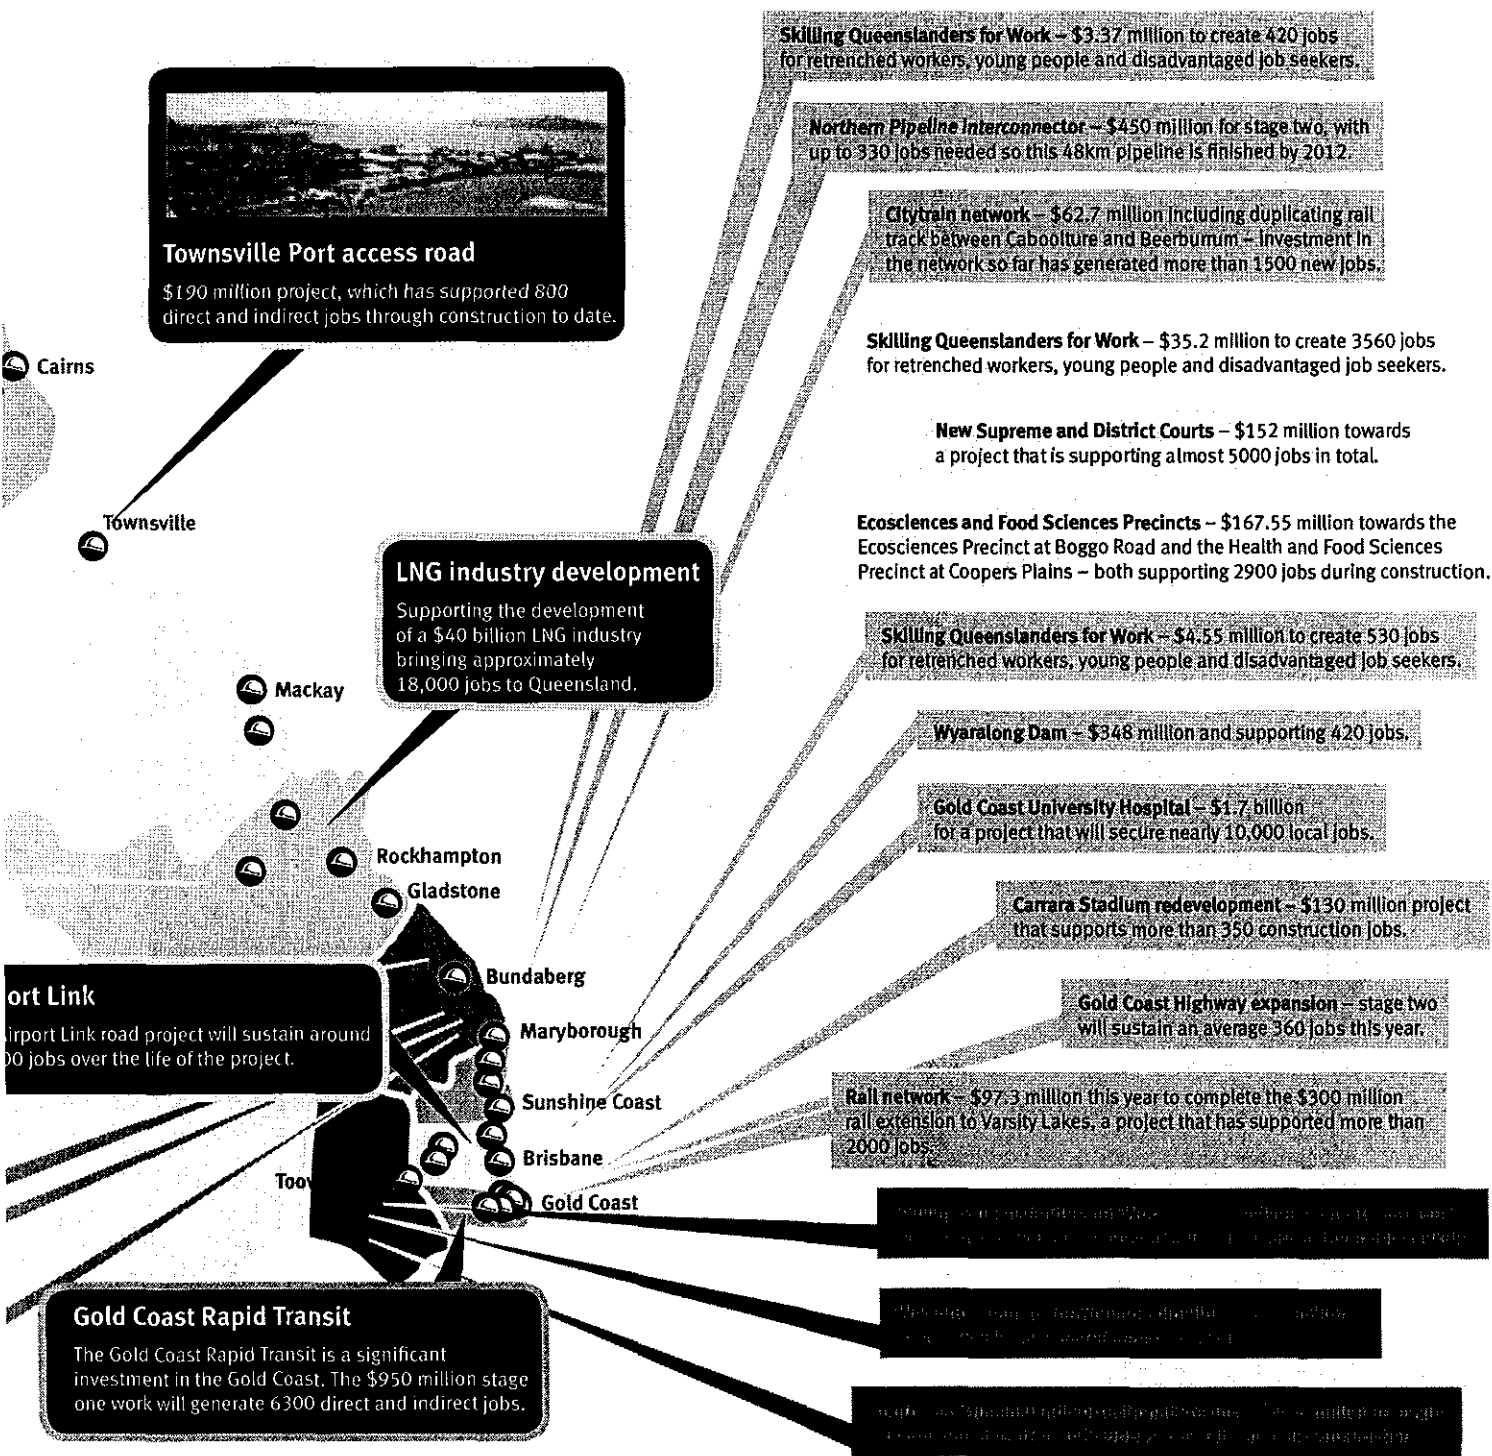 Skilling Queenslanders for Work – $3.37 million to create 420 jobs
for retrenched workers, young people and disadvantaged job seekers.
Northern Pipeline Interconnector – $450 million for stage two, with
up to 330 jobs needed so this 48km pipeline is finished by 2012.
Citytrain network – $62.7 million including duplicating rail
track between Caboolture and Beerburrum – investment in
the network so far has generated more than 1500 new jobs.
Townsville Port access road
$190 million project, which has supported 800
direct and indirect jobs through construction to date.
Cairns
Skilling Queenslanders for Work – $35.2 million to create 3560 jobs
for retrenched workers, young people and disadvantaged job seekers.
New Supreme and District Courts – $152 million towards
a project that is supporting almost 5000 jobs in total.
Townsville
Ecosciences and Food Sciences Precincts – $167.55 million towards the
Ecosciences Precinct at Boggo Road and the Health and Food Sciences
Precinct at Coopers Plains – both supporting 2900 jobs during construction.
LNG industry development
Supporting the development
of a $40 billion LNG industry
bringing approximately
18,000 jobs to Queensland.
Skilling Queenslanders for Work – $4.55 million to create 530 jobs
for retrenched workers, young people and disadvantaged job seekers.
Mackay
Wyaralong Dam – $348 million and supporting 420 jobs.
Gold Coast University Hospital – $1.7 billion
for a project that will secure nearly 10,000 local jobs.
Rockhampton
Gladstone
Carrara Stadium redevelopment – $130 million project
that supports more than 350 construction jobs.
Bundaberg
ort Link
irport Link road project will sustain around
00 jobs over the life of the project.
Gold Coast Highway expansion – stage two
will sustain an average 360 jobs this year.
Maryborough
Sunshine Coast
Rail network – $97.3 million this year to complete the $300 million
rail extension to Varsity Lakes, a project that has supported more than
2000 jobs.
Brisbane
Too
Gold Coast
Gold Coast Rapid Transit
The Gold Coast Rapid Transit is a significant
investment in the Gold Coast. The $950 million stage
one work will generate 6300 direct and indirect jobs.